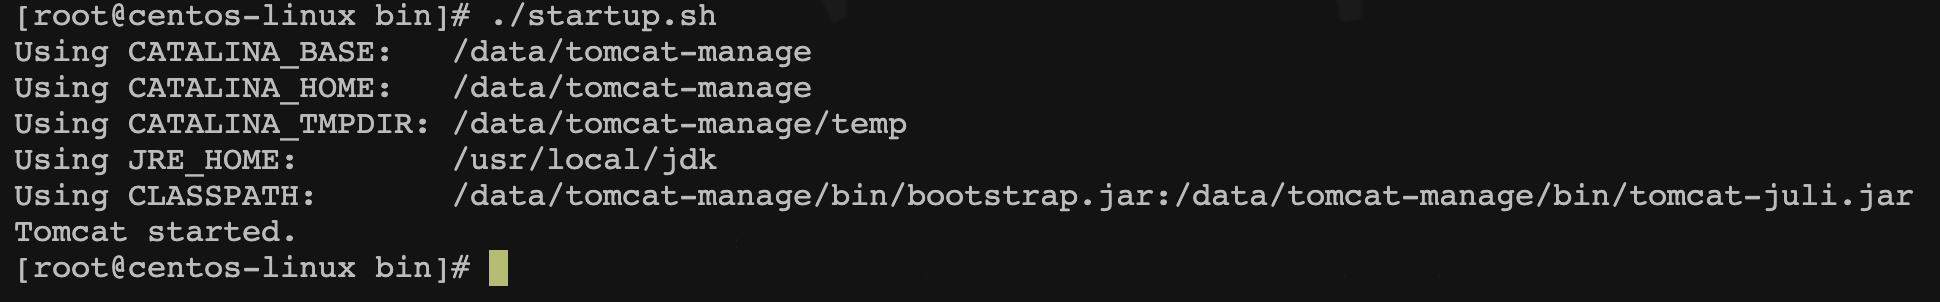 [root@centos-linux bin]# ./startup.sh
Using CATALINA_BASE:   /data/tomcat-manage
Using CATALINA_HOME:   /data/tomcat-manage
Using CATALINA_TMPDIR: /data/tomcat-manage/temp
Using JRE_HOME:        /usr/local/jdk
Using CLASSPATH:       /data/tomcat-manage/bin/bootstrap.jar:/data/tomcat-manage/bin/tomcat-juli.jar
Tomcat started.
[root@centos-linux bin]#